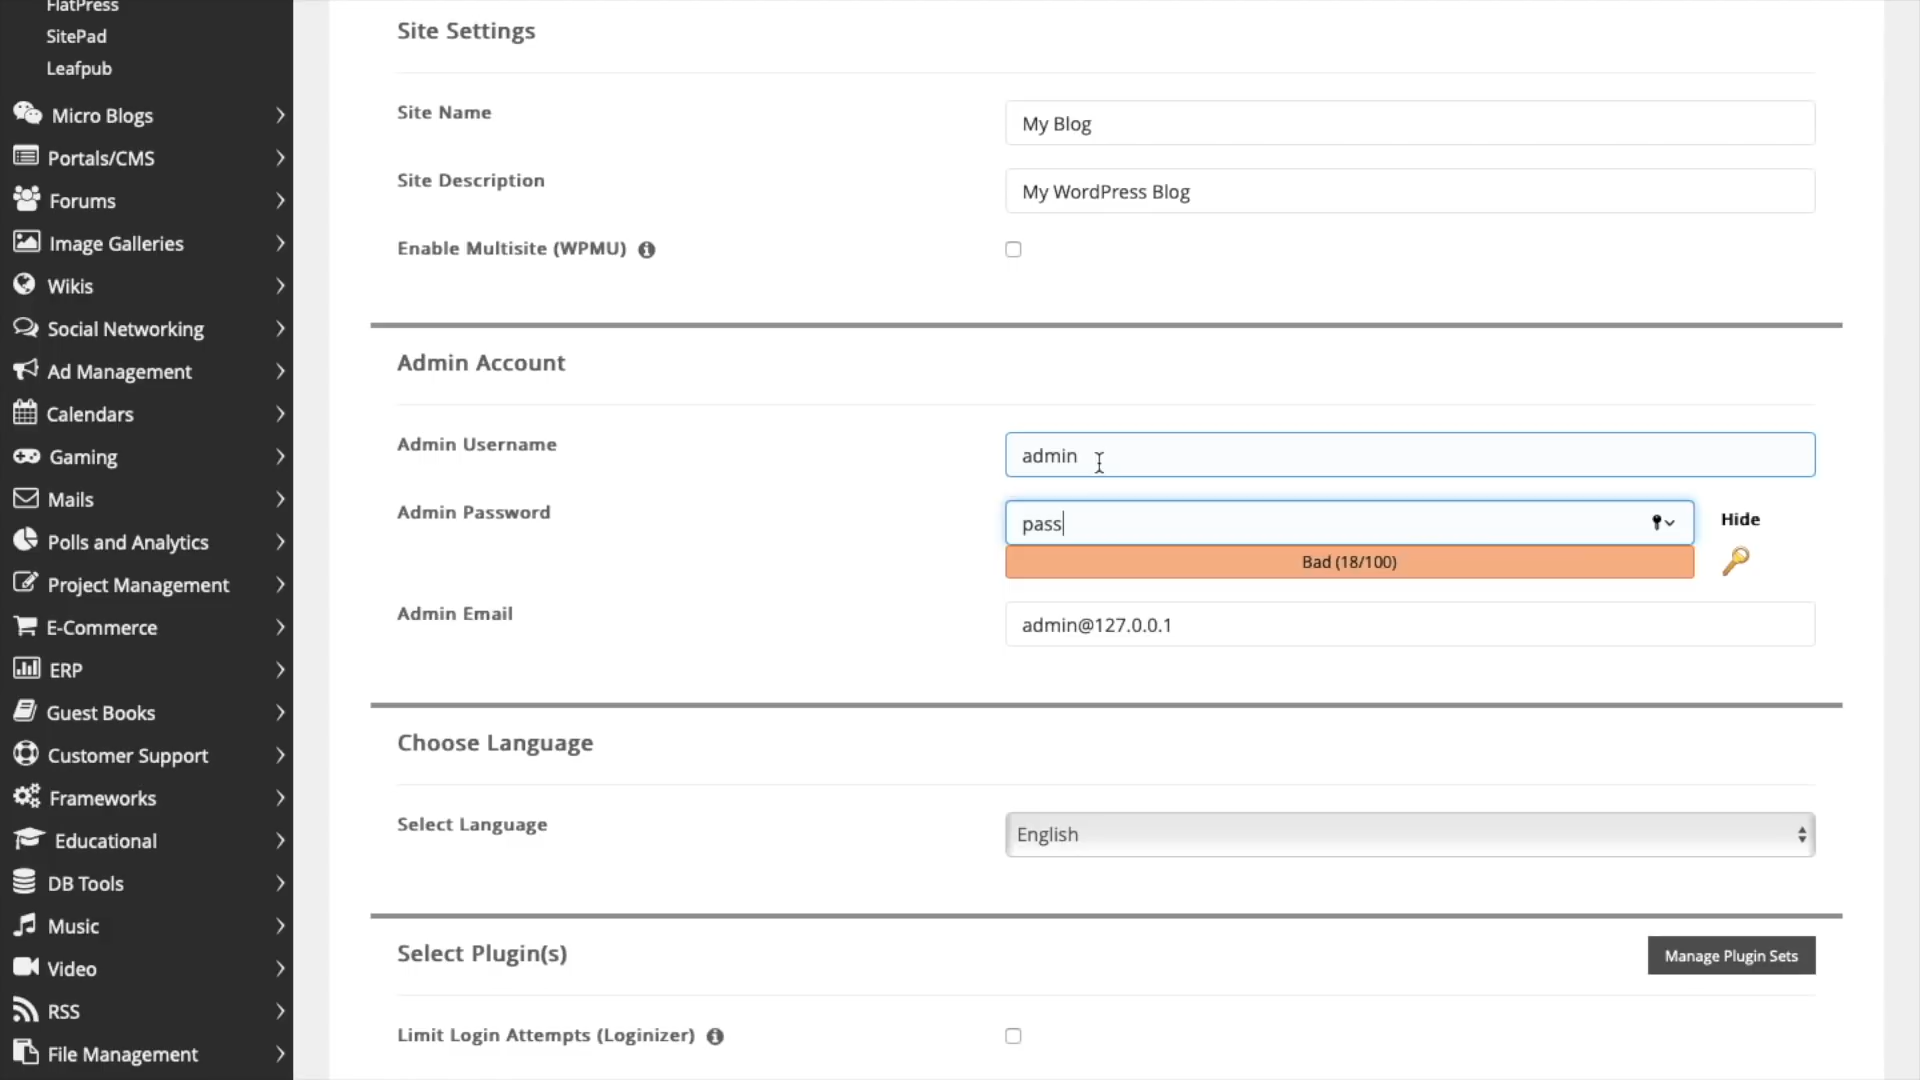 FlatPress
SitePad
Leafpub
Micro Blogs
Portals/CMS
Forums
Image Galleries
Wikis
Social Networking
Ad Management
Calendars
Gaming
Mails
Polls and Analytics
Project Management
E-Commerce
ERP
Guest Books
Customer Support
Frameworks
Educational
DB Tools
Music
Video
RSS
File Management
Site Settings
Site Name
My Blog
Site Description
My WordPress Blog
Enable Multisite (WPMU)
Admin Account
Admin Username
admin
Admin Password
pass
Hide
Bad (18/100)
Admin Email
admin@127.0.0.1
Choose Language
Select Language
English
Select Plugin(s)
Manage Plugin Sets
Limit Login Attempts (Loginizer)